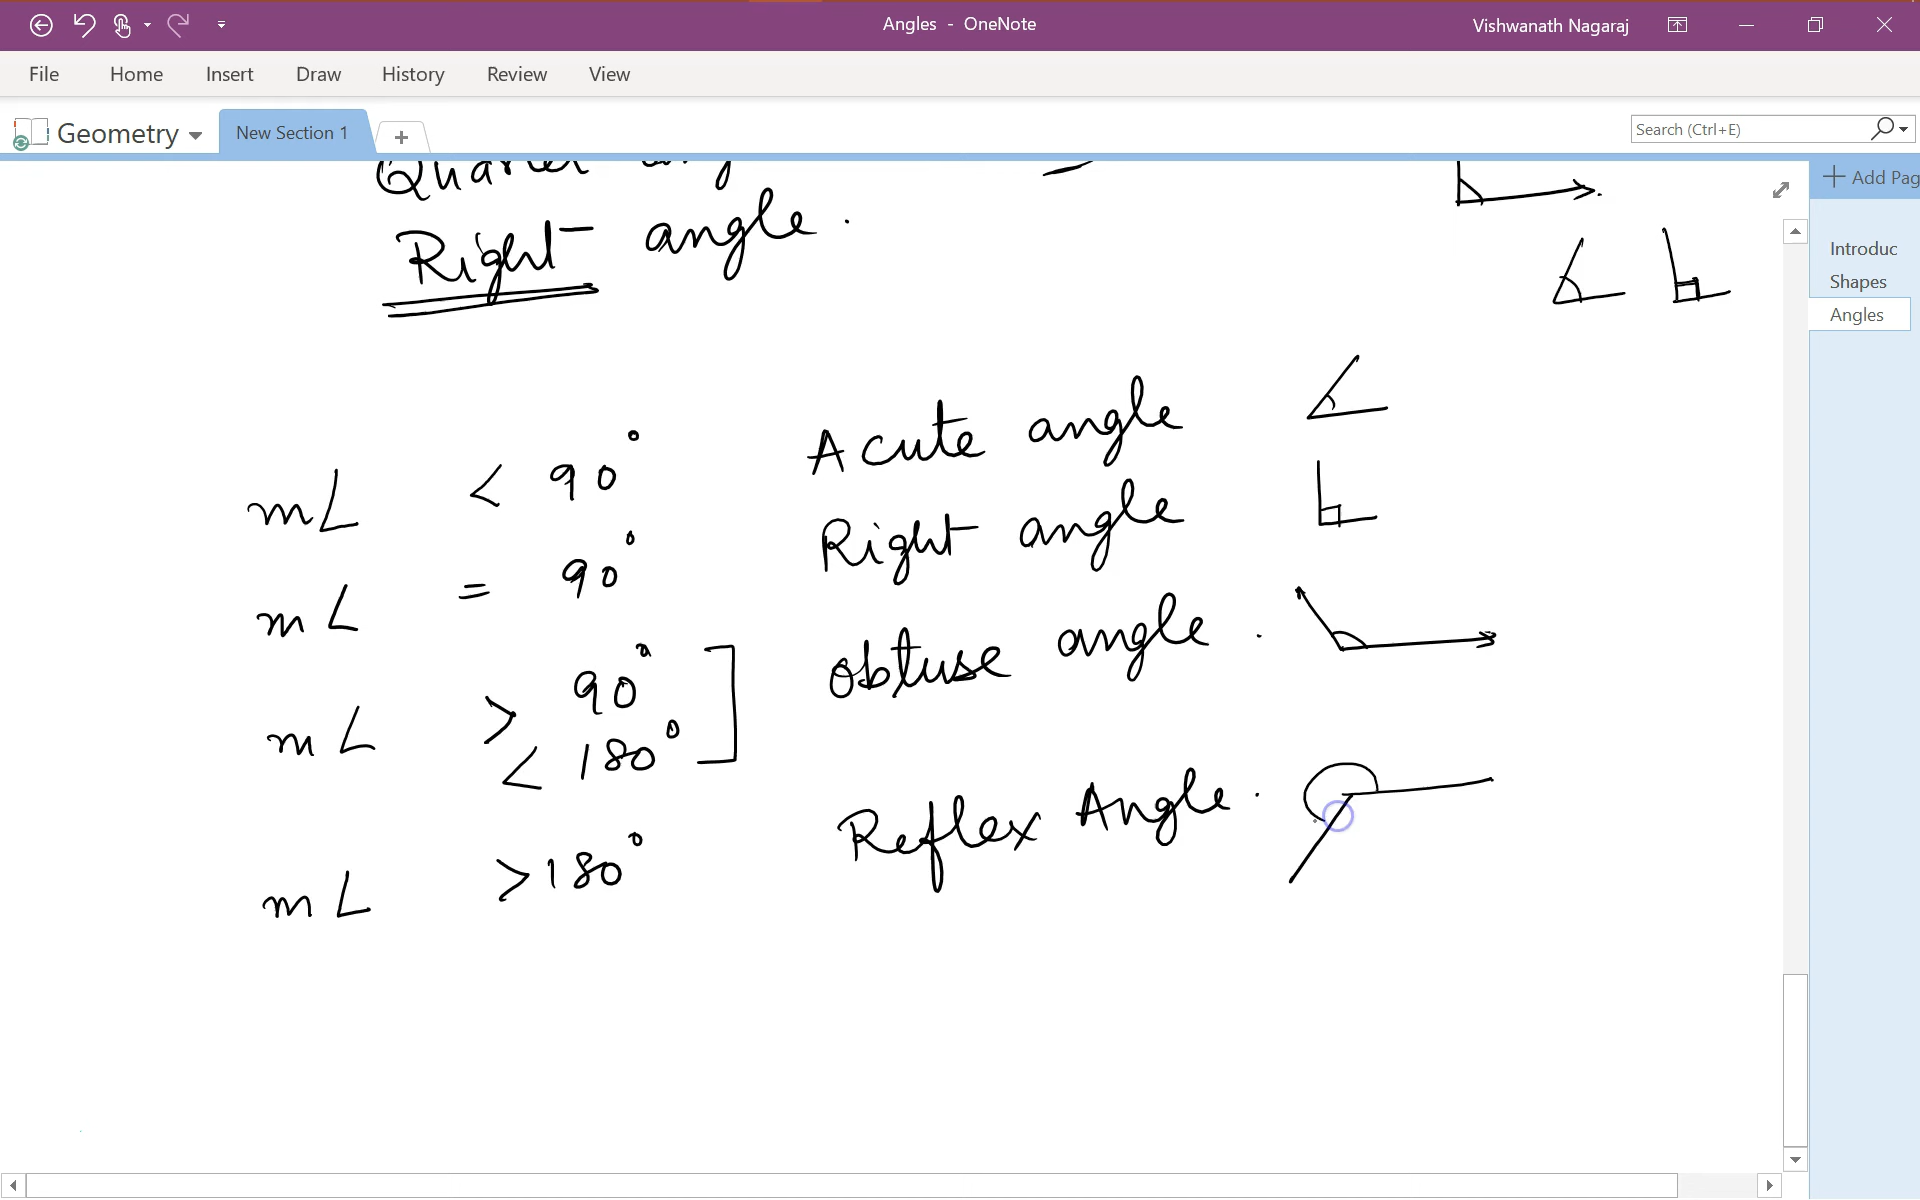 Angles - OneNote
Vishwanath Nagaraj
File Home Insert Draw History Review View
Geometry
New Section 1
+
Search (Ctrl+E)
Add Pag
Introduc
Shapes
Angles
Right angle.
m∠ < 90° Acute angle
m∠ = 90° Right angle
m∠ > 90° Obtuse angle.
< 180°
m∠ >180° Reflex Angle.